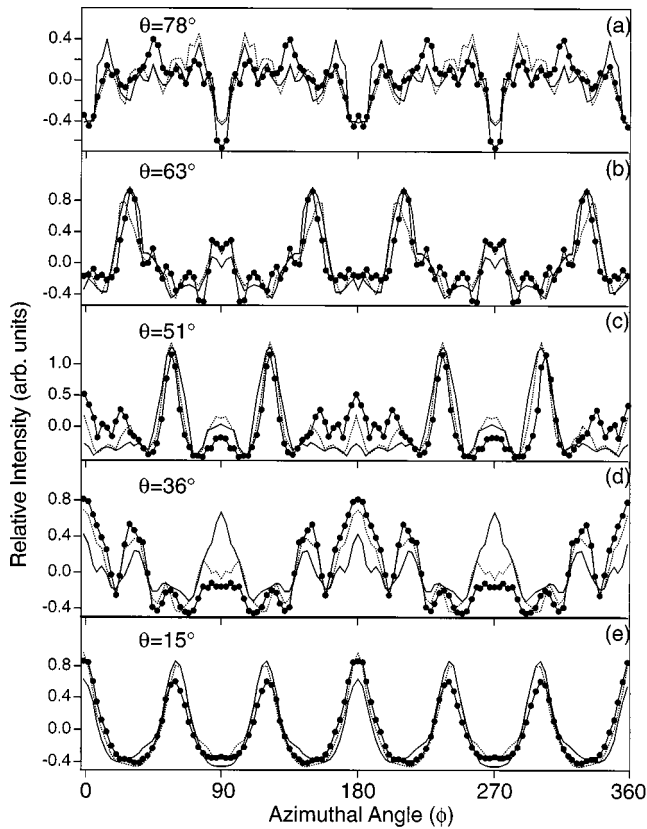 θ=78°
(a)
0.4
0.0
-0.4
θ=63°
(b)
0.8
0.4
0.0
-0.4
θ=51°
(c)
1.0
0.5
0.0
θ=36°
(d)
0.8
0.4
0.0
-0.4
θ=15°
(e)
0.8
0.4
0.0
-0.4
0 90 180 270 360
Azimuthal Angle (ϕ)
Relative Intensity (arb. units)